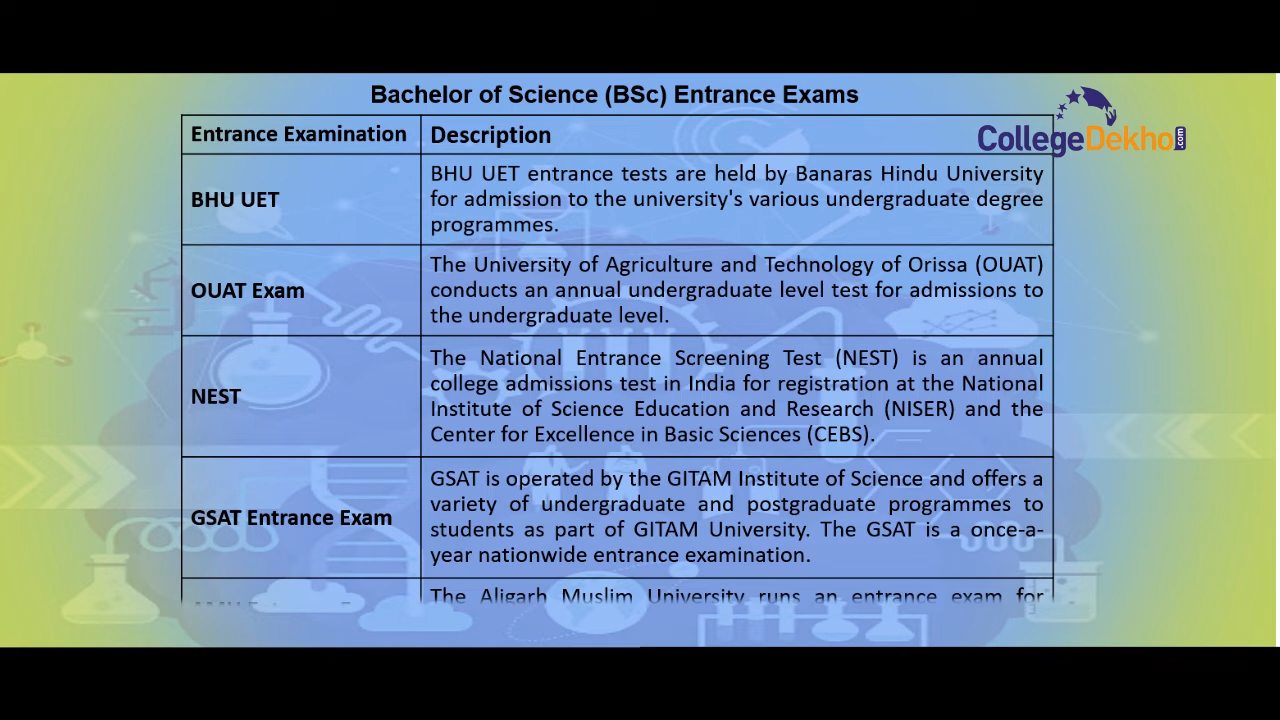 Bachelor of Science (BSc) Entrance Exams
CollegeDekho.com
Entrance Examination
Description
BHU UET
BHU UET entrance tests are held by Banaras Hindu University
for admission to the university's various undergraduate degree
programmes.
OUAT Exam
The University of Agriculture and Technology of Orissa (OUAT)
conducts an annual undergraduate level test for admissions to
the undergraduate level.
NEST
The National Entrance Screening Test (NEST) is an annual
college admissions test in India for registration at the National
Institute of Science Education and Research (NISER) and the
Center for Excellence in Basic Sciences (CEBS).
GSAT Entrance Exam
GSAT is operated by the GITAM Institute of Science and offers a
variety of undergraduate and postgraduate programmes to
students as part of GITAM University. The GSAT is a once-a-
year nationwide entrance examination.
The Aligarh Muslim University runs an entrance exam for